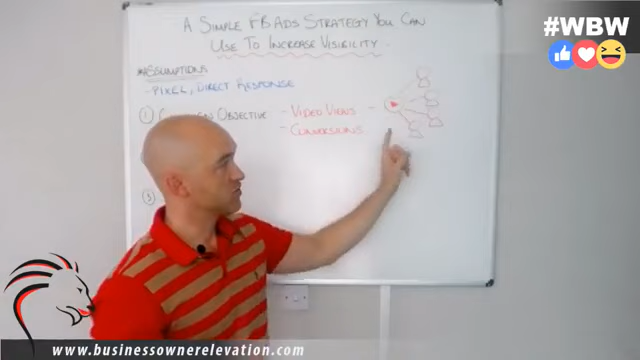 #WBW
A SIMPLE FB ADS STRATEGY YOU CAN
USE TO INCREASE VISIBILITY.
*ASSUMPTIONS
- PIXEL, DIRECT RESPONSE
① OBJECTIVE - VIDEO VIEWS -
- CONVERSIONS
③
www.businessownerelevation.com